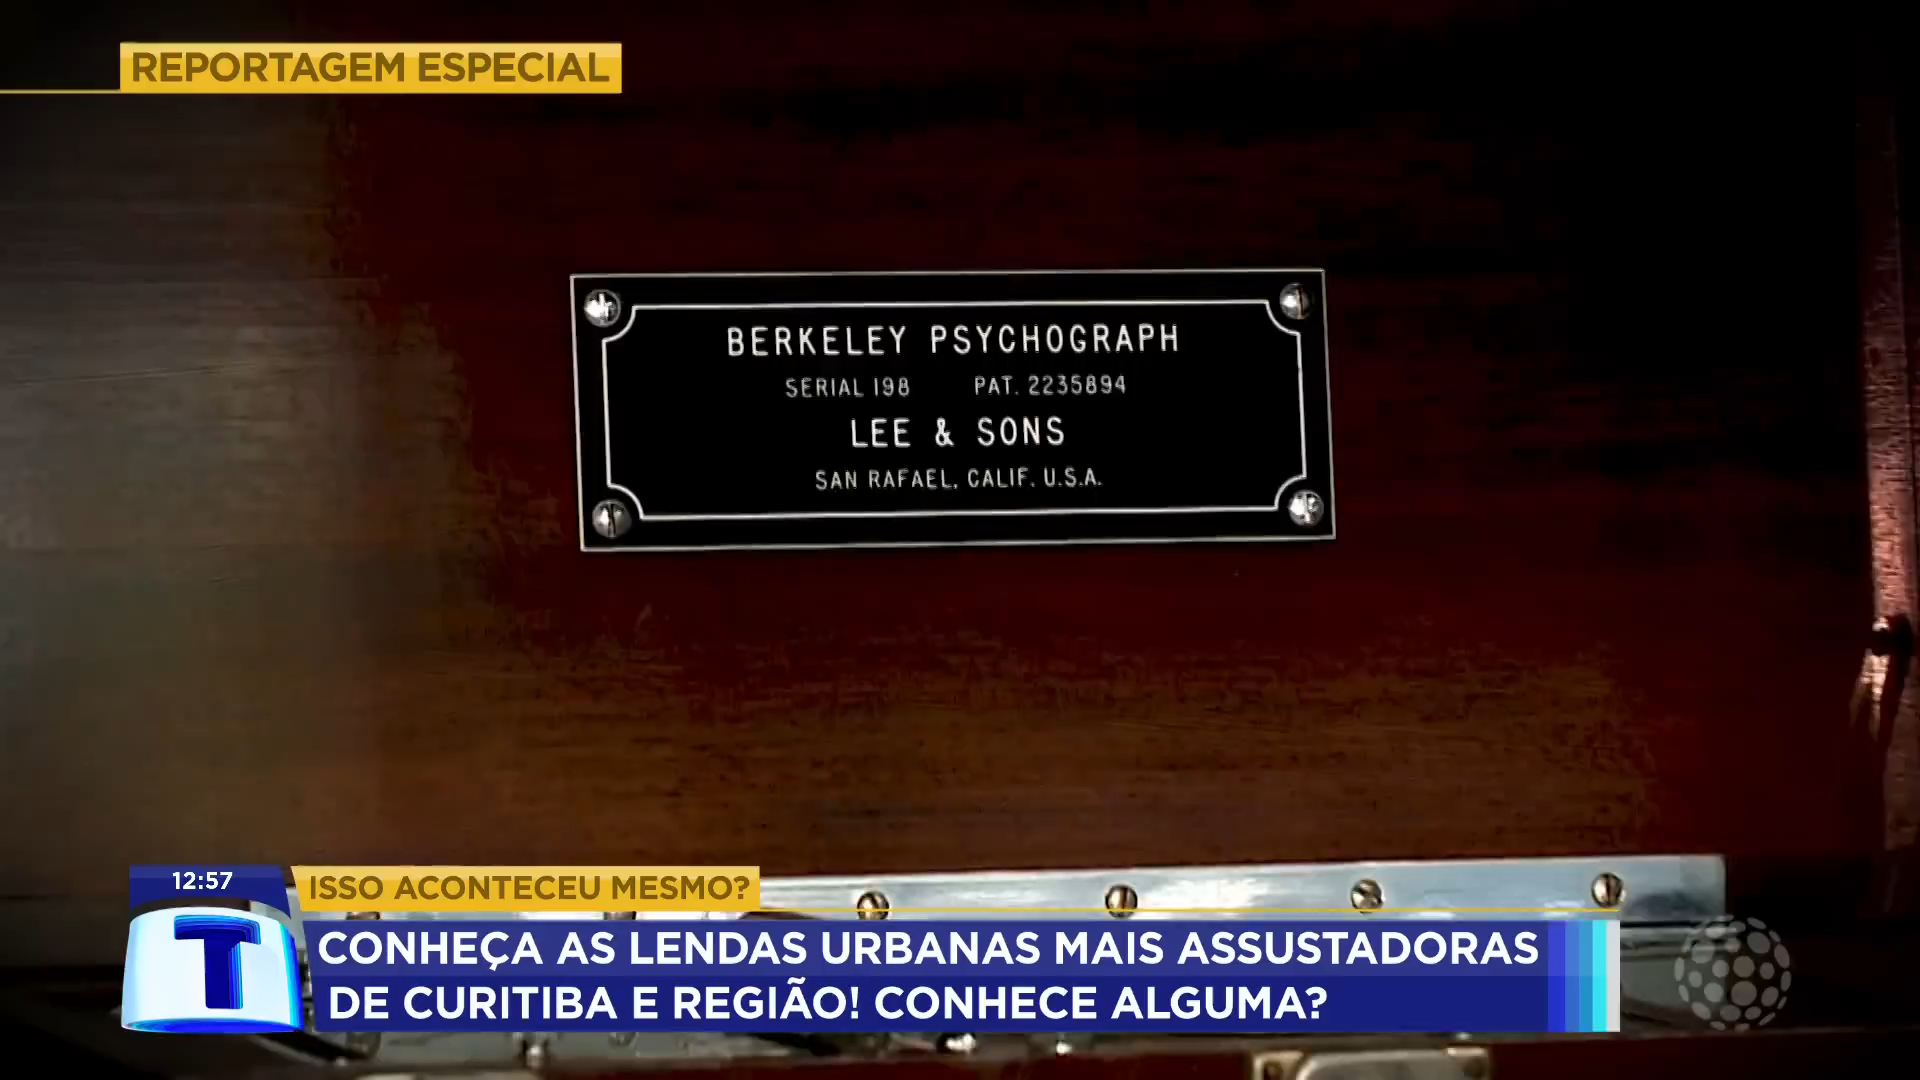 REPORTAGEM ESPECIAL
BERKELEY PSYCHOGRAPH
SERIAL 198 PAT. 2235894
LEE & SONS
SAN RAFAEL, CALIF. U.S.A.
12:57
ISSO ACONTECEU MESMO?
T
CONHEÇA AS LENDAS URBANAS MAIS ASSUSTADORAS
DE CURITIBA E REGIÃO! CONHECE ALGUMA?